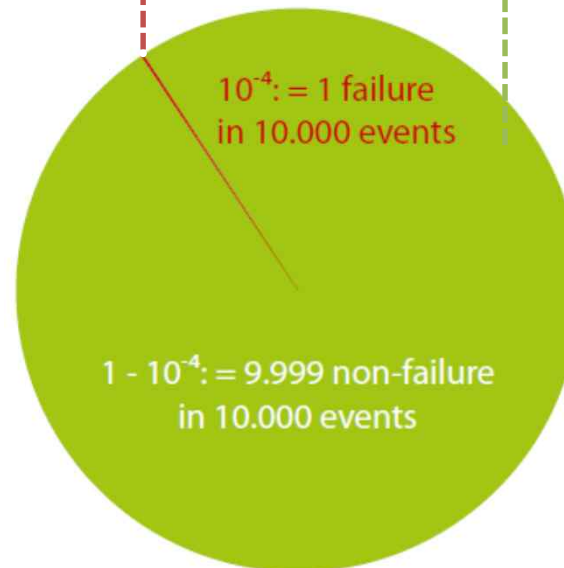 10⁻⁴: = 1 failure
in 10.000 events
1 - 10⁻⁴: = 9.999 non-failure
in 10.000 events